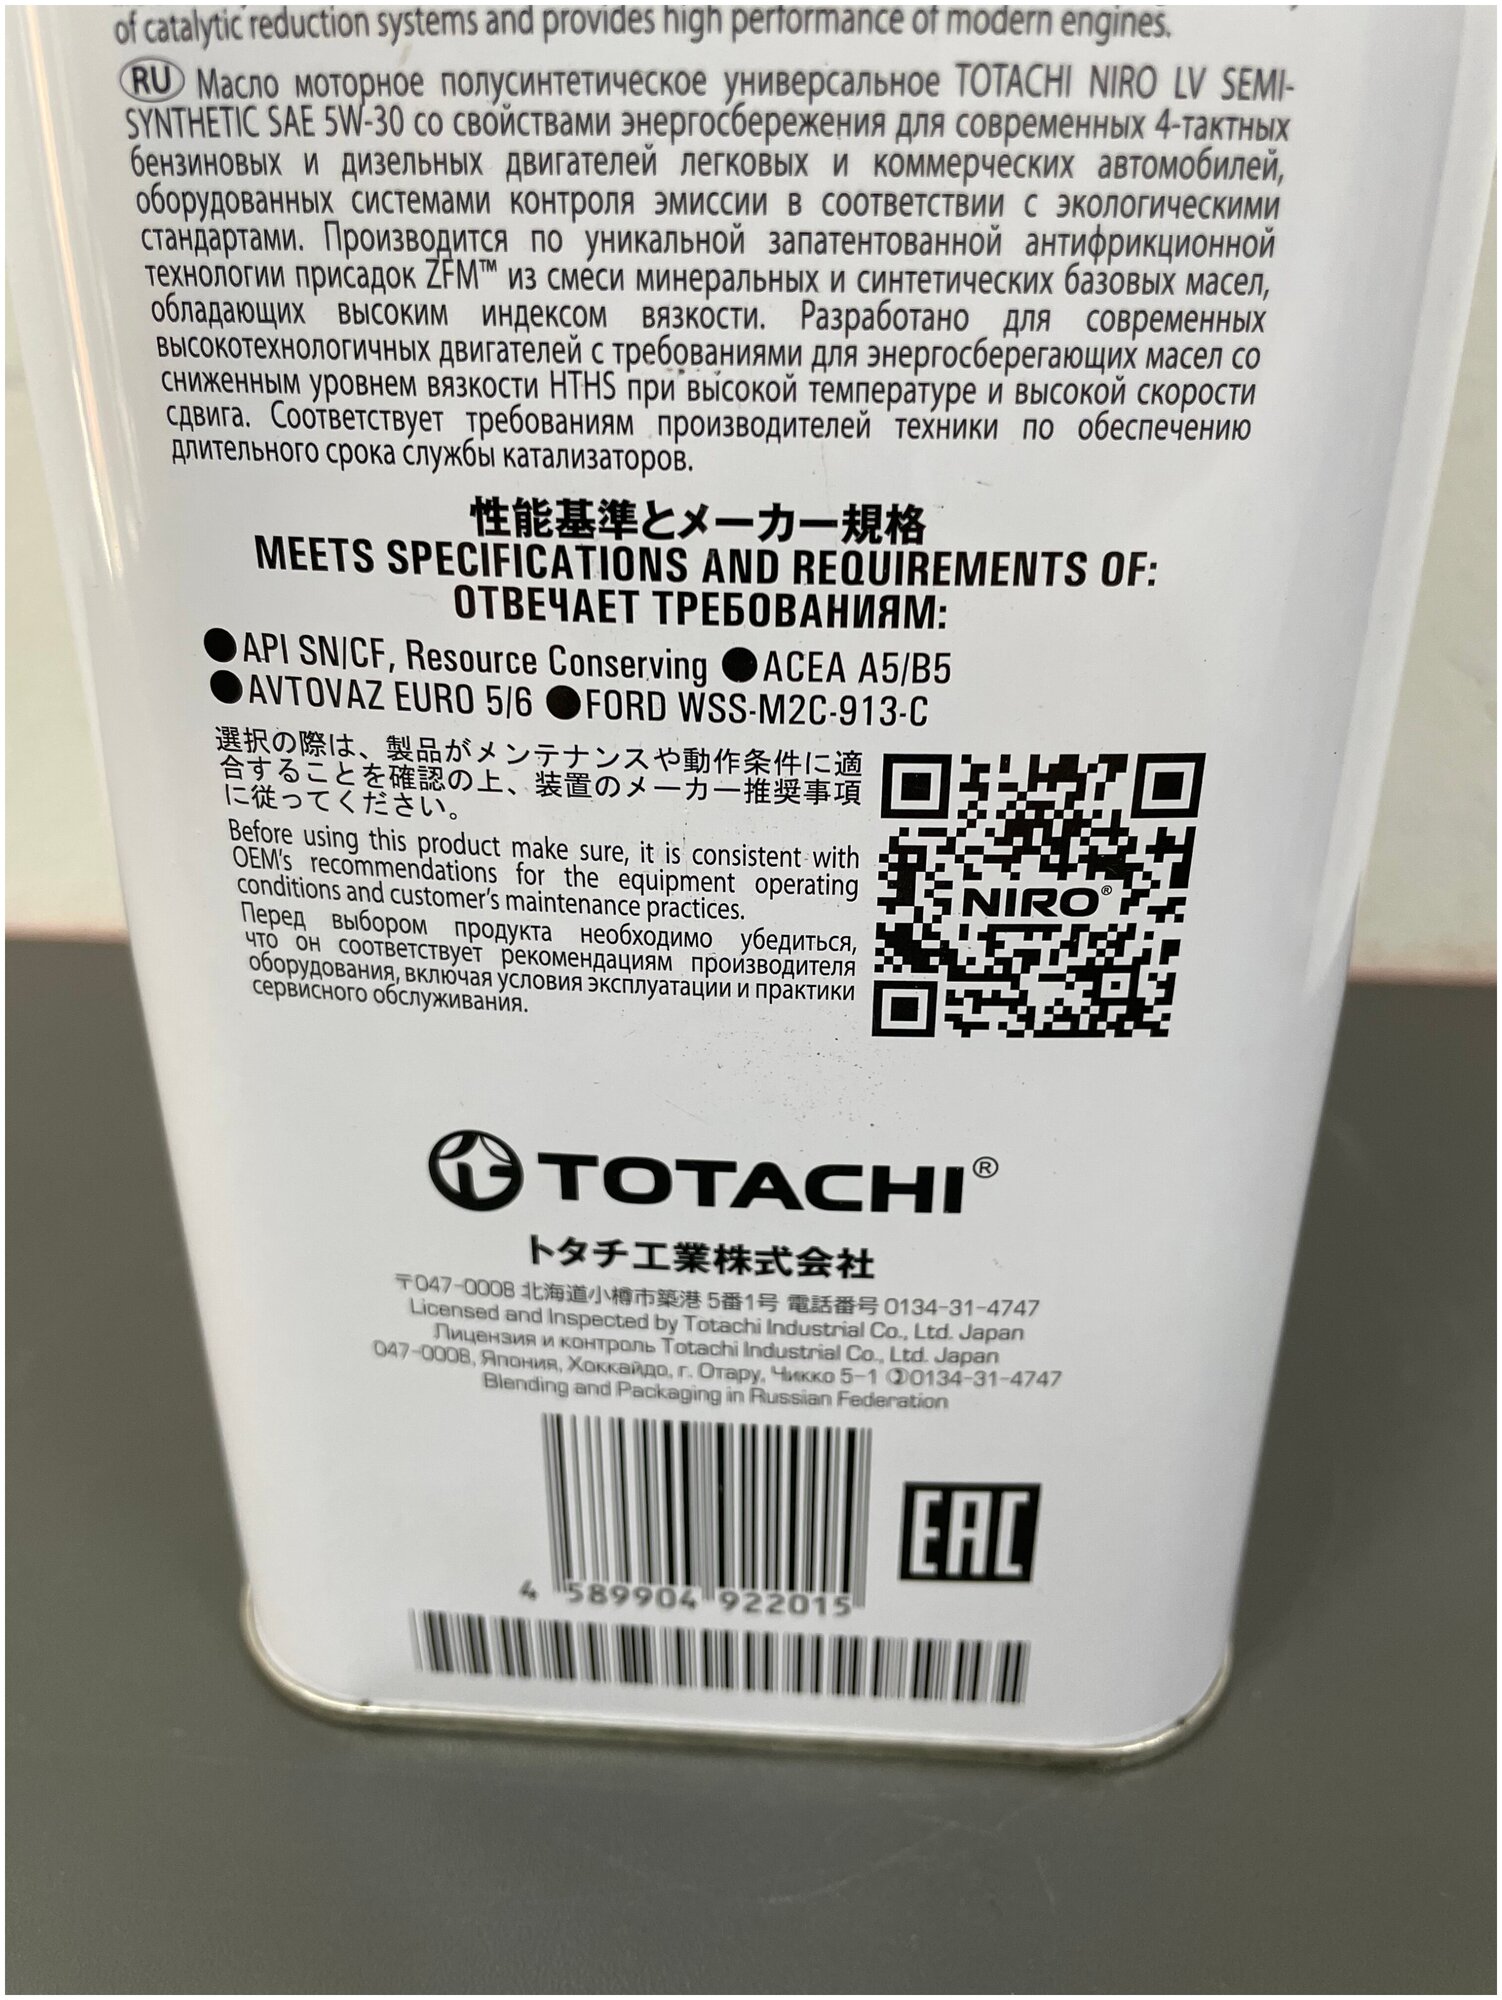 of catalytic reduction systems and provides high performance of modern engines.
RU Масло моторное полусинтетическое универсальное TOTACHI NIRO LV SEMI-
SYNTHETIC SAE 5W-30 со свойствами энергосбережения для современных 4-тактных
бензиновых и дизельных двигателей легковых и коммерческих автомобилей,
оборудованных системами контроля эмиссии в соответствии с экологическими
стандартами. Производится по уникальной запатентованной антифрикционной
технологии присадок ZFM™ из смеси минеральных и синтетических базовых масел,
обладающих высоким индексом вязкости. Разработано для современных
высокотехнологичных двигателей с требованиями для энергосберегающих масел со
сниженным уровнем вязкости HTHS при высокой температуре и высокой скорости
сдвига. Соответствует требованиям производителей техники по обеспечению
длительного срока службы катализаторов.
性能基準とメーカー規格
MEETS SPECIFICATIONS AND REQUIREMENTS OF:
ОТВЕЧАЕТ ТРЕБОВАНИЯМ:
●API SN/CF, Resource Conserving ●ACEA A5/B5
●AVTOVAZ EURO 5/6 ●FORD WSS-M2C-913-C
選択の際は、製品がメンテナンスや動作条件に適
合することを確認の上、装置のメーカー推奨事項
に従ってください。
Before using this product make sure, it is consistent with
OEM's recommendations for the equipment operating
conditions and customer's maintenance practices.
Перед выбором продукта необходимо убедиться,
что он соответствует рекомендациям производителя
оборудования, включая условия эксплуатации и практики
сервисного обслуживания.
NIRO®
TOTACHI®
トタチ工業株式会社
〒047-0008 北海道小樽市築港 5番1号 電話番号 0134-31-4747
Licensed and Inspected by Totachi Industrial Co., Ltd. Japan
Лицензия и контроль Totachi Industrial Co., Ltd. Japan
047-0008, Япония, Хоккайдо, г. Отару, Чикко 5-1 ✆0134-31-4747
Blending and Packaging in Russian Federation
EAC
4 589904 922015